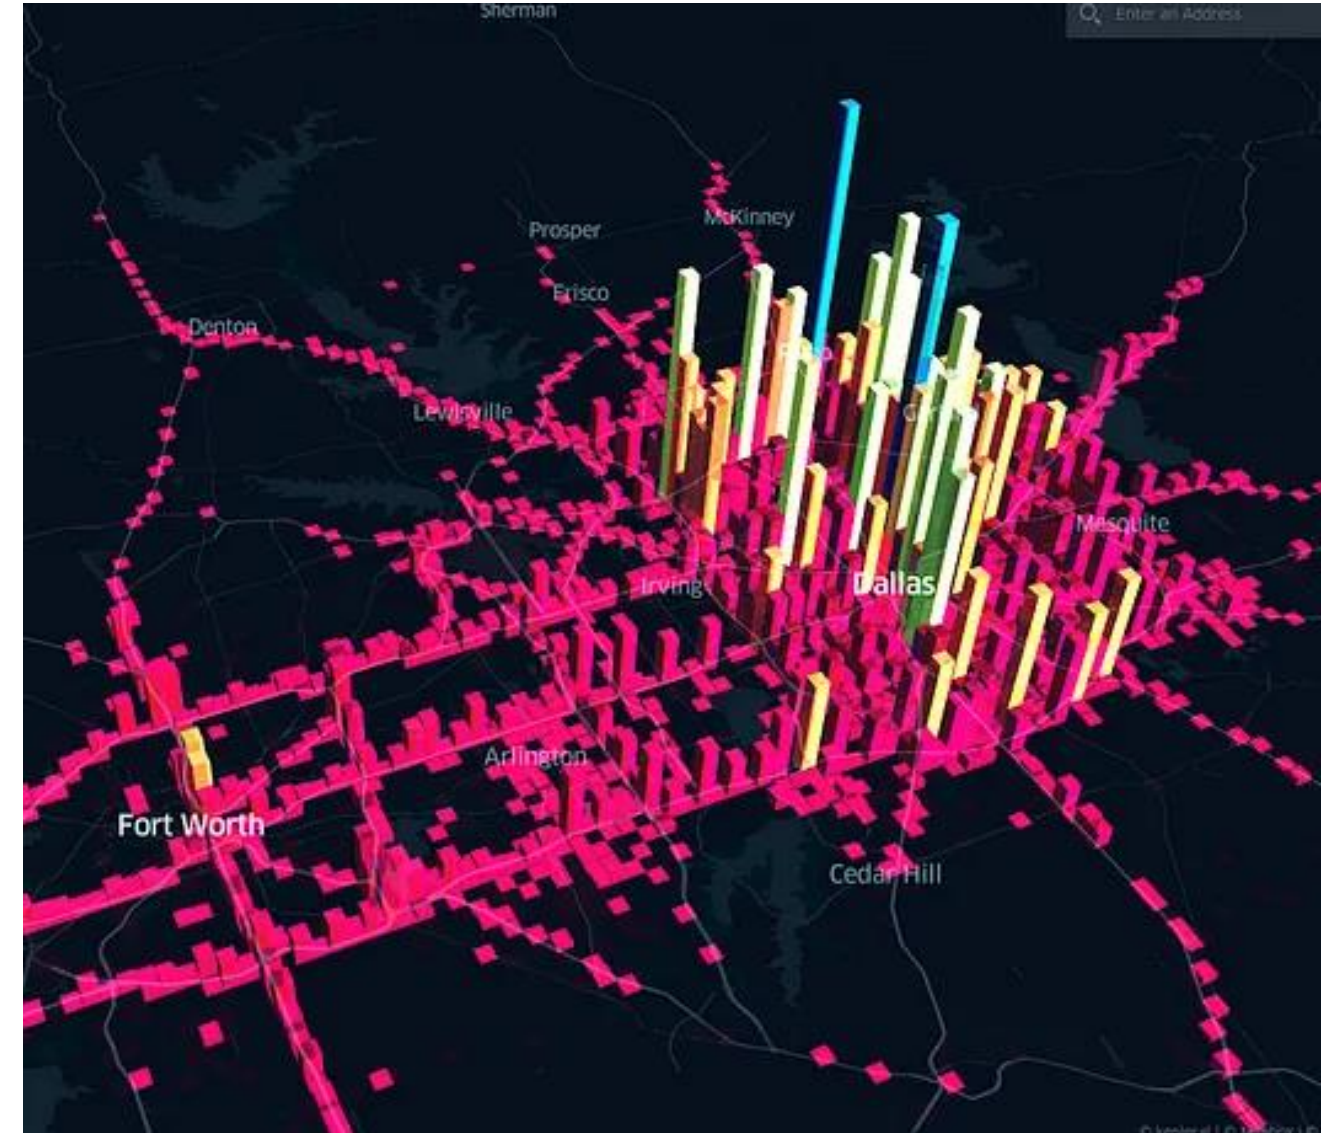 Sherman
Enter an Address
McKinney
Prosper
Frisco
Denton
Lewisville
Mesquite
Irving
Dallas
Arlington
Fort Worth
Cedar Hill